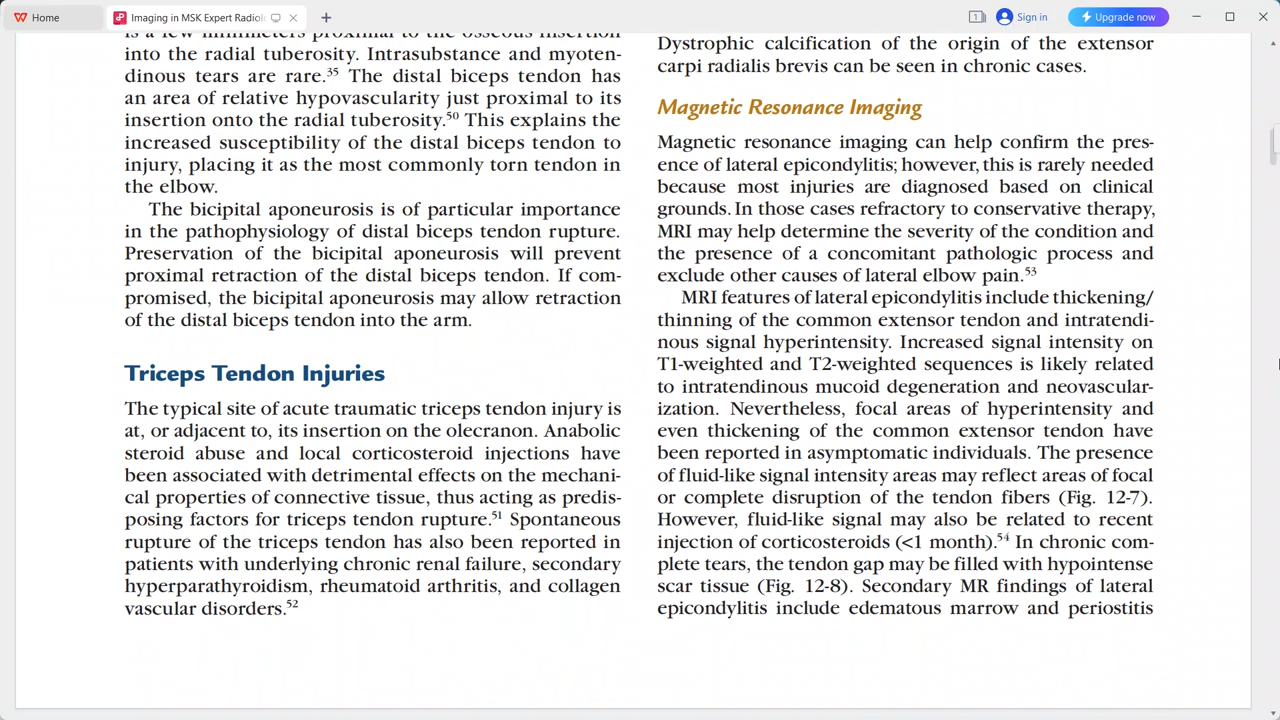 Home
Imaging in MSK Expert Radiol
1
Sign in
Upgrade now
is a few millimeters proximal to the osseous insertion
into the radial tuberosity. Intrasubstance and myoten-
dinous tears are rare.35 The distal biceps tendon has
an area of relative hypovascularity just proximal to its
insertion onto the radial tuberosity.50 This explains the
increased susceptibility of the distal biceps tendon to
injury, placing it as the most commonly torn tendon in
the elbow.
The bicipital aponeurosis is of particular importance
in the pathophysiology of distal biceps tendon rupture.
Preservation of the bicipital aponeurosis will prevent
proximal retraction of the distal biceps tendon. If com-
promised, the bicipital aponeurosis may allow retraction
of the distal biceps tendon into the arm.
Triceps Tendon Injuries
The typical site of acute traumatic triceps tendon injury is
at, or adjacent to, its insertion on the olecranon. Anabolic
steroid abuse and local corticosteroid injections have
been associated with detrimental effects on the mechani-
cal properties of connective tissue, thus acting as predis-
posing factors for triceps tendon rupture.51 Spontaneous
rupture of the triceps tendon has also been reported in
patients with underlying chronic renal failure, secondary
hyperparathyroidism, rheumatoid arthritis, and collagen
vascular disorders.52
Dystrophic calcification of the origin of the extensor
carpi radialis brevis can be seen in chronic cases.
Magnetic Resonance Imaging
Magnetic resonance imaging can help confirm the pres-
ence of lateral epicondylitis; however, this is rarely needed
because most injuries are diagnosed based on clinical
grounds. In those cases refractory to conservative therapy,
MRI may help determine the severity of the condition and
the presence of a concomitant pathologic process and
exclude other causes of lateral elbow pain.53
MRI features of lateral epicondylitis include thickening/
thinning of the common extensor tendon and intratendi-
nous signal hyperintensity. Increased signal intensity on
T1-weighted and T2-weighted sequences is likely related
to intratendinous mucoid degeneration and neovascular-
ization. Nevertheless, focal areas of hyperintensity and
even thickening of the common extensor tendon have
been reported in asymptomatic individuals. The presence
of fluid-like signal intensity areas may reflect areas of focal
or complete disruption of the tendon fibers (Fig. 12-7).
However, fluid-like signal may also be related to recent
injection of corticosteroids (<1 month).54 In chronic com-
plete tears, the tendon gap may be filled with hypointense
scar tissue (Fig. 12-8). Secondary MR findings of lateral
epicondylitis include edematous marrow and periostitis